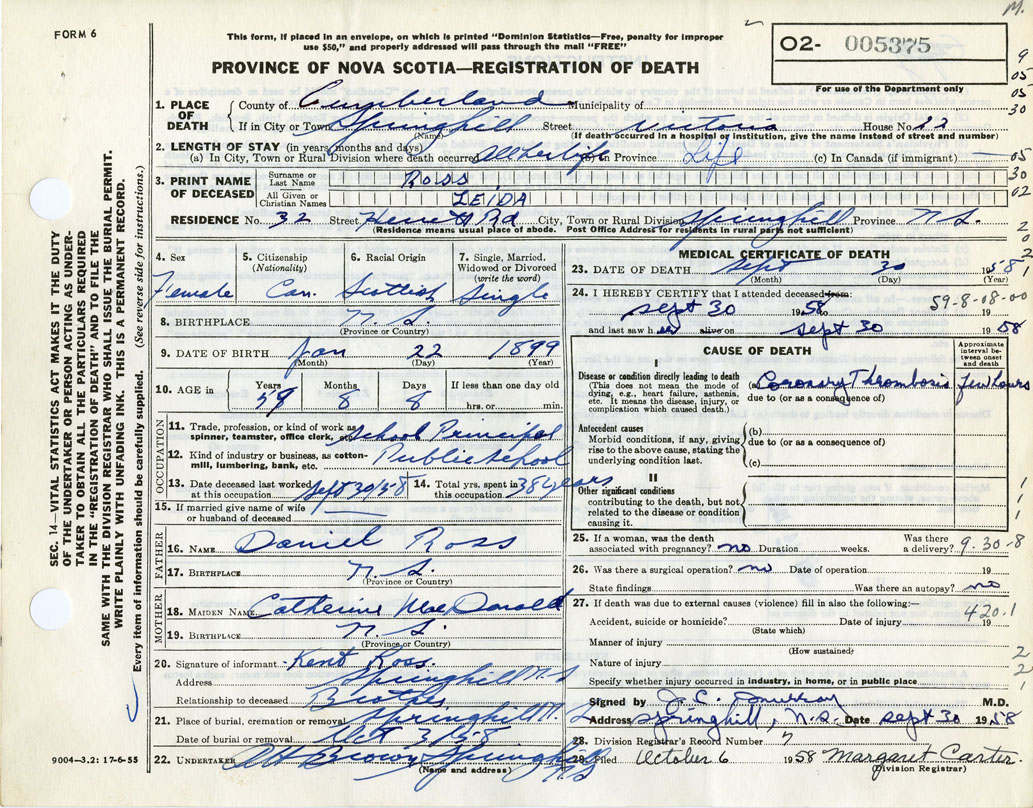 M.
FORM 6
This form, if placed in an envelope, on which is printed "Dominion Statistics—Free, penalty for improper
use $50," and properly addressed will pass through the mail "FREE"
O2- 005375
For use of the Department only
PROVINCE OF NOVA SCOTIA—REGISTRATION OF DEATH
9
05
05
30
1. PLACE OF DEATH
County of Cumberland Municipality of
If in City or Town Springhill Street Victoria House No. 12
(Name) (If death occurred in a hospital or institution, give the name instead of street and number)
2. LENGTH OF STAY (in years, months and days)
(a) In City, Town or Rural Division where death occurred All her life in Province Life (c) In Canada (if immigrant) 05
3. PRINT NAME OF DECEASED
Surname or Last Name ROSS 30
All Given or Christian Names LEIDA 02
RESIDENCE No. 32 Street Herrett Rd City, Town or Rural Division Springhill Province N.S. 2
(Residence means usual place of abode. Post Office Address for residents in rural parts not sufficient) 0
2
4. Sex Female
5. Citizenship (Nationality) Can.
6. Racial Origin Scottish
7. Single, Married, Widowed or Divorced (write the word) Single
8. BIRTHPLACE N.S.
(Province or Country)
9. DATE OF BIRTH Jan 22 1899
(Month) (Day) (Year)
10. AGE in Years 59 Months 8 Days 8 If less than one day old
hrs. or min.
OCCUPATION
11. Trade, profession, or kind of work as spinner, teamster, office clerk, etc. School Principal
12. Kind of industry or business, as cotton-mill, lumbering, bank, etc. Public School
13. Date deceased last worked at this occupation Sept 30/58
14. Total yrs. spent in this occupation 38 years
15. If married give name of wife or husband of deceased
FATHER
16. NAME Daniel Ross
17. BIRTHPLACE N.S.
(Province or Country)
MOTHER
18. MAIDEN NAME Catherine MacDonald
19. BIRTHPLACE N.S.
(Province or Country)
20. Signature of informant Kent Ross.
Address Springhill N.S.
Relationship to deceased Brother
21. Place of burial, cremation or removal Springhill N.S.
Date of burial or removal Oct 3/58
22. UNDERTAKER AH Brown Springhill N.S.
(Name and address)
MEDICAL CERTIFICATE OF DEATH
23. DATE OF DEATH Sept 30 1958
(Month) (Day) (Year)
24. I HEREBY CERTIFY that I attended deceased from: 59-8-08-00
sept 30 1958 to
and last saw her alive on sept 30 1958
CAUSE OF DEATH
Approximate interval between onset and death
I
Disease or condition directly leading to death
(This does not mean the mode of dying, e.g., heart failure, asthenia, etc. It means the disease, injury, or complication which caused death.)
(a) Coronary Thrombosis few hours
due to (or as a consequence of)
Antecedent causes
Morbid conditions, if any, giving rise to the above cause, stating the underlying condition last.
(b)
due to (or as a consequence of)
(c)
II
Other significant conditions
contributing to the death, but not related to the disease or condition causing it.
1
1
1
25. If a woman, was the death associated with pregnancy? no Duration weeks. Was there a delivery? 9.30-8
26. Was there a surgical operation? no Date of operation 19
State findings Was there an autopsy? no
27. If death was due to external causes (violence) fill in also the following:—
420.1
Accident, suicide or homicide? Date of injury 19
(State which)
Manner of injury 2
(How sustained)
Nature of injury 2
Specify whether injury occurred in industry, in home, or in public place 1
Signed by J.C. Murray M.D.
Address Springhill, N.S. Date sept 30 1958
28. Division Registrar's Record Number 7
29. Filed October 6 1958 Margaret Carter.
(Division Registrar)
SEC. 14—VITAL STATISTICS ACT MAKES IT THE DUTY
OF THE UNDERTAKER OR PERSON ACTING AS UNDER-
TAKER TO OBTAIN ALL THE PARTICULARS REQUIRED
IN THE "REGISTRATION OF DEATH" AND TO FILE THE
SAME WITH THE DIVISION REGISTRAR WHO SHALL ISSUE THE BURIAL PERMIT.
WRITE PLAINLY WITH UNFADING INK. THIS IS A PERMANENT RECORD.
Every item of information should be carefully supplied. (See reverse side for instructions.)
9004—3.2: 17-6-55